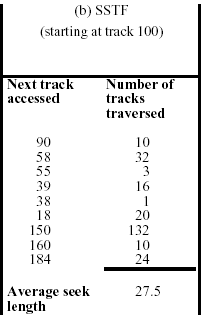 (b) SSTF
(starting at track 100)
Next track accessed Number of tracks traversed
90 10
58 32
55 3
39 16
38 1
18 20
150 132
160 10
184 24
Average seek length 27.5